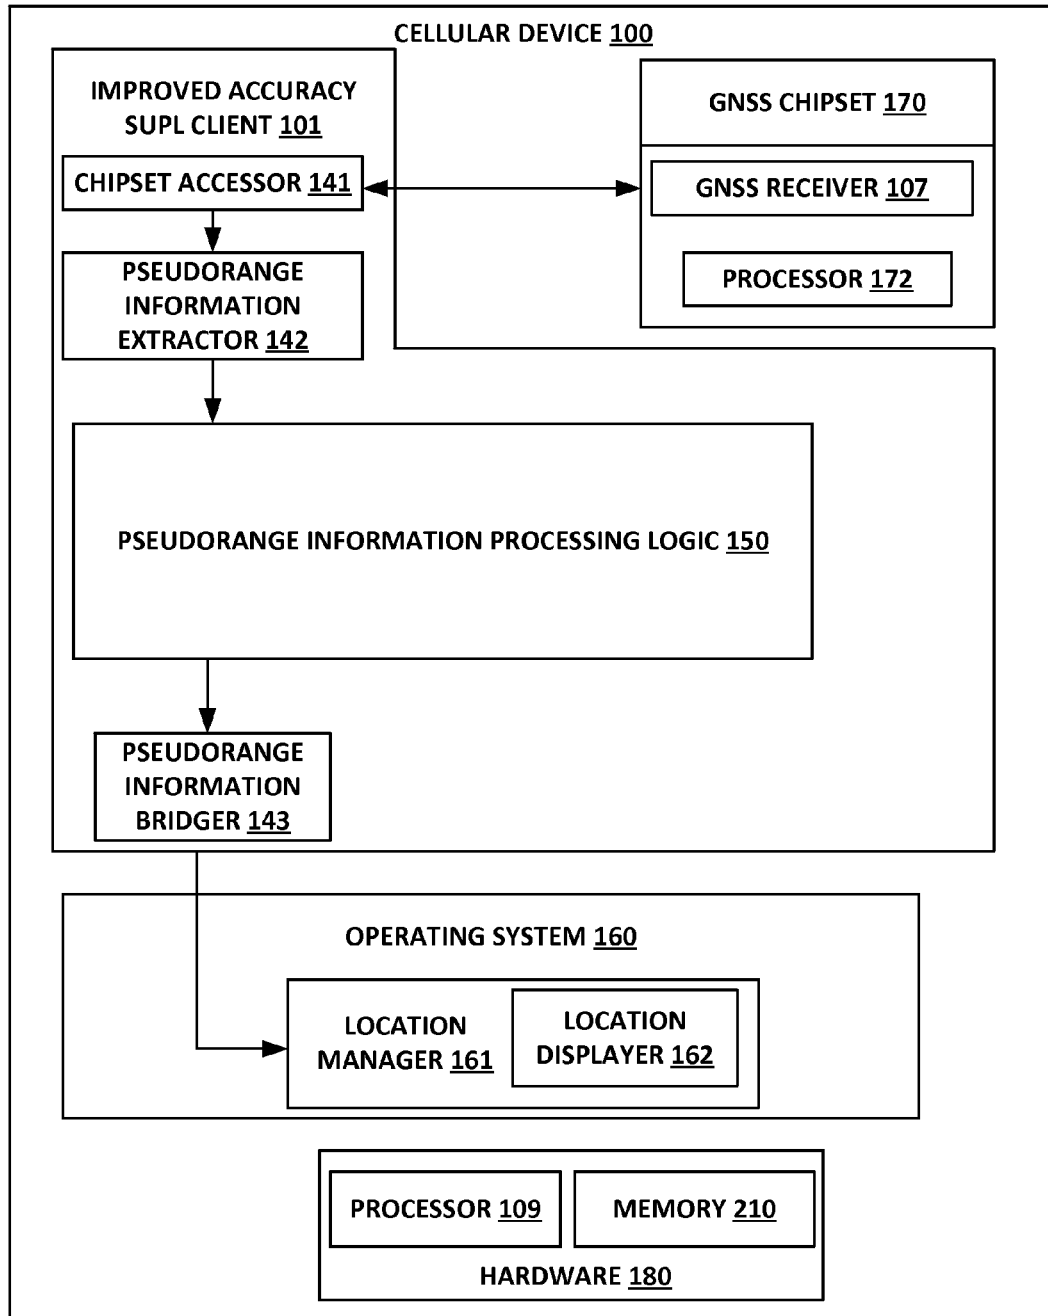 CELLULAR DEVICE 100
IMPROVED ACCURACY
SUPL CLIENT 101
CHIPSET ACCESSOR 141
PSEUDORANGE
INFORMATION
EXTRACTOR 142
GNSS CHIPSET 170
GNSS RECEIVER 107
PROCESSOR 172
PSEUDORANGE INFORMATION PROCESSING LOGIC 150
PSEUDORANGE
INFORMATION
BRIDGER 143
OPERATING SYSTEM 160
LOCATION
MANAGER 161
LOCATION
DISPLAYER 162
PROCESSOR 109
MEMORY 210
HARDWARE 180